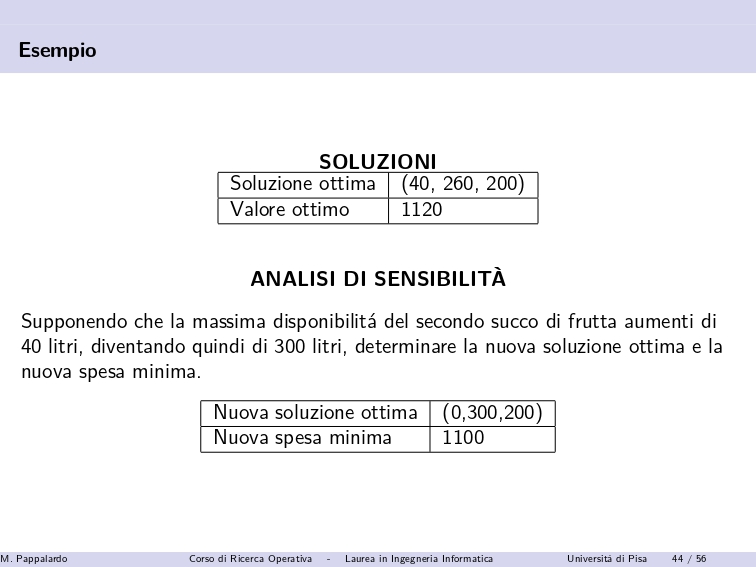 Esempio
SOLUZIONI
Soluzione ottima (40, 260, 200)
Valore ottimo 1120
ANALISI DI SENSIBILITÀ
Supponendo che la massima disponibilitá del secondo succo di frutta aumenti di
40 litri, diventando quindi di 300 litri, determinare la nuova soluzione ottima e la
nuova spesa minima.
Nuova soluzione ottima (0,300,200)
Nuova spesa minima 1100
M. Pappalardo Corso di Ricerca Operativa - Laurea in Ingegneria Informatica Universitá di Pisa 44 / 56